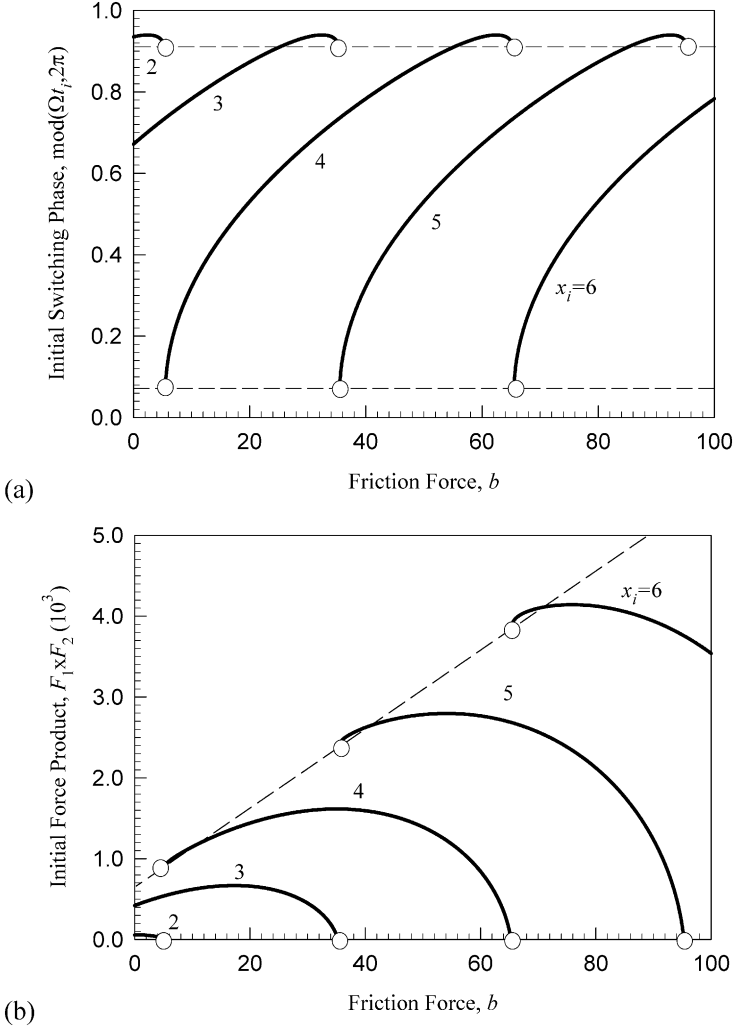 1.0
0.8
0.6
0.4
0.2
0.0
Initial Switching Phase, mod(Ωt_i,2π)
2
3
4
5
x_i=6
0 20 40 60 80 100
Friction Force, b
(a)
5.0
4.0
3.0
2.0
1.0
0.0
Initial Force Product, F_1xF_2 (10^3)
x_i=6
5
4
3
2
0 20 40 60 80 100
Friction Force, b
(b)